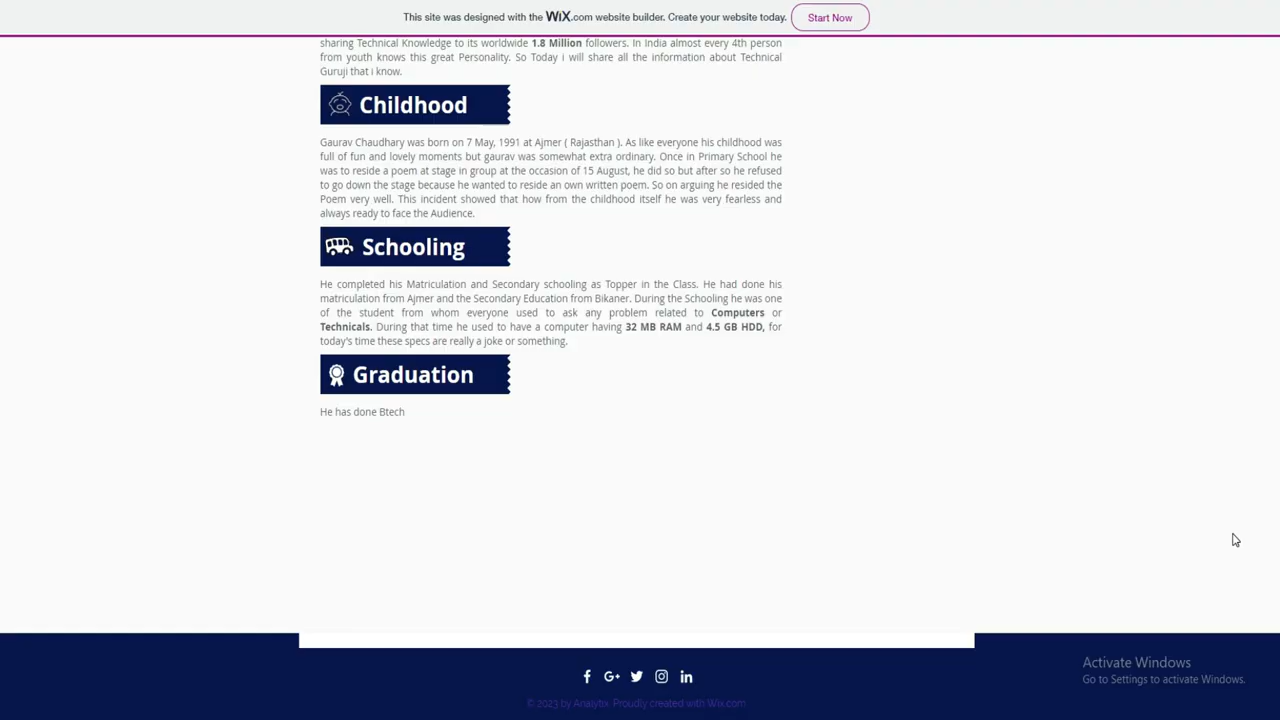 This site was designed with the WiX.com website builder. Create your website today. Start Now
sharing Technical Knowledge to its worldwide 1.8 Million followers. In India almost every 4th person
from youth knows this great Personality. So Today i will share all the information about Technical
Guruji that i know.
Childhood
Gaurav Chaudhary was born on 7 May, 1991 at Ajmer ( Rajasthan ). As like everyone his childhood was
full of fun and lovely moments but gaurav was somewhat extra ordinary. Once in Primary School he
was to reside a poem at stage in group at the occasion of 15 August, he did so but after so he refused
to go down the stage because he wanted to reside an own written poem. So on arguing he resided the
Poem very well. This incident showed that how from the childhood itself he was very fearless and
always ready to face the Audience.
Schooling
He completed his Matriculation and Secondary schooling as Topper in the Class. He had done his
matriculation from Ajmer and the Secondary Education from Bikaner. During the Schooling he was one
of the student from whom everyone used to ask any problem related to Computers or
Technicals. During that time he used to have a computer having 32 MB RAM and 4.5 GB HDD, for
today's time these specs are really a joke or something.
Graduation
He has done Btech
Activate Windows
Go to Settings to activate Windows.
© 2023 by Analytix. Proudly created with Wix.com